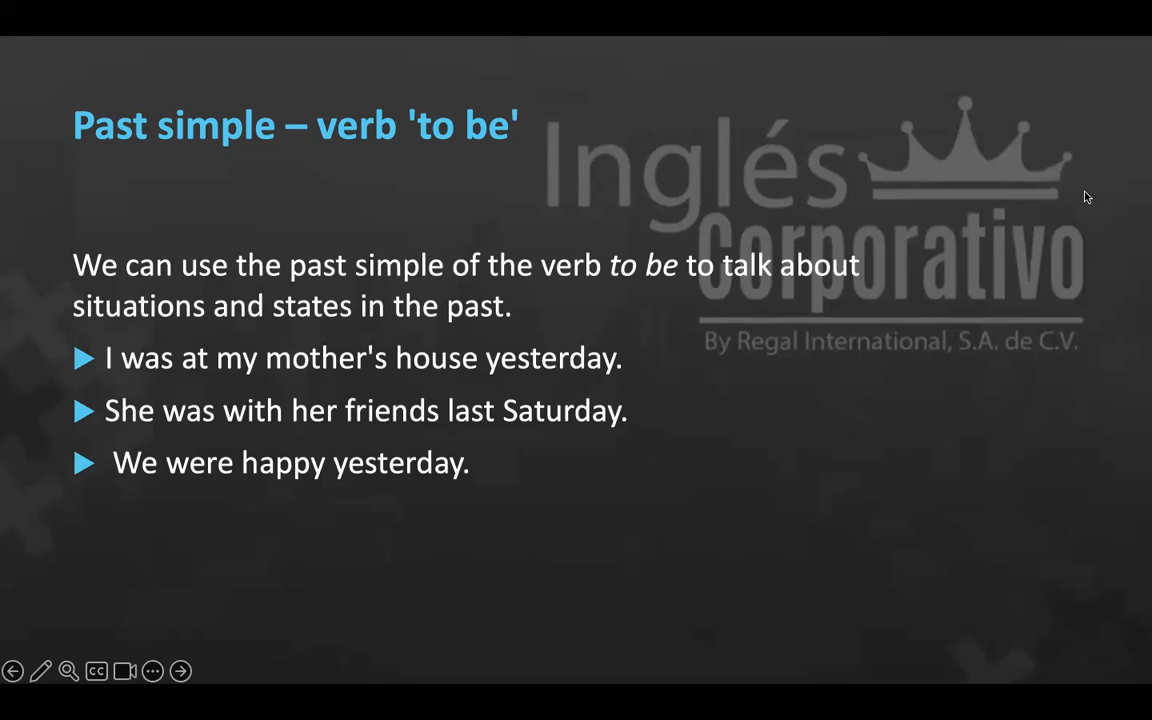 Past simple – verb 'to be'
Inglés
Corporativo
By Regal International, S.A. de C.V.
We can use the past simple of the verb to be to talk about
situations and states in the past.
I was at my mother's house yesterday.
She was with her friends last Saturday.
We were happy yesterday.
CC